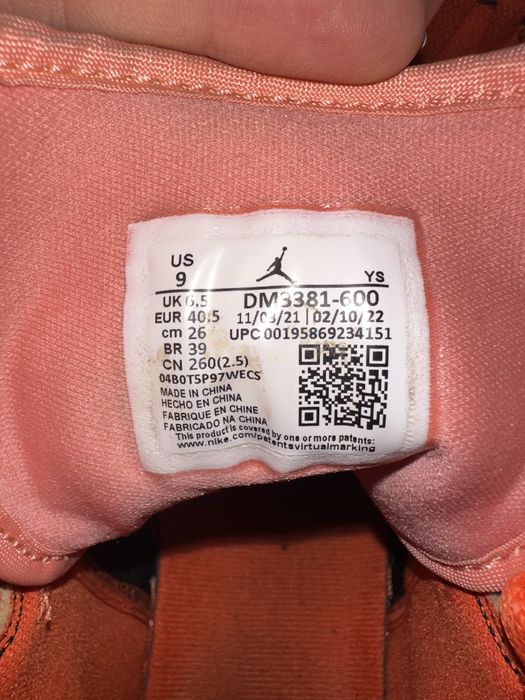 US
9
YS
UK 6.5
DM3381-600
EUR 40.5
11/03/21 | 02/10/22
cm 26
UPC 00195869234151
BR 39
CN 260(2.5)
04B0T5P97WECS
MADE IN CHINA
HECHO EN CHINA
FABRIQUE EN CHINE
FABRICADO NA CHINA
This product is covered by one or more patents:
www.nike.com/patentsvirtualmarking